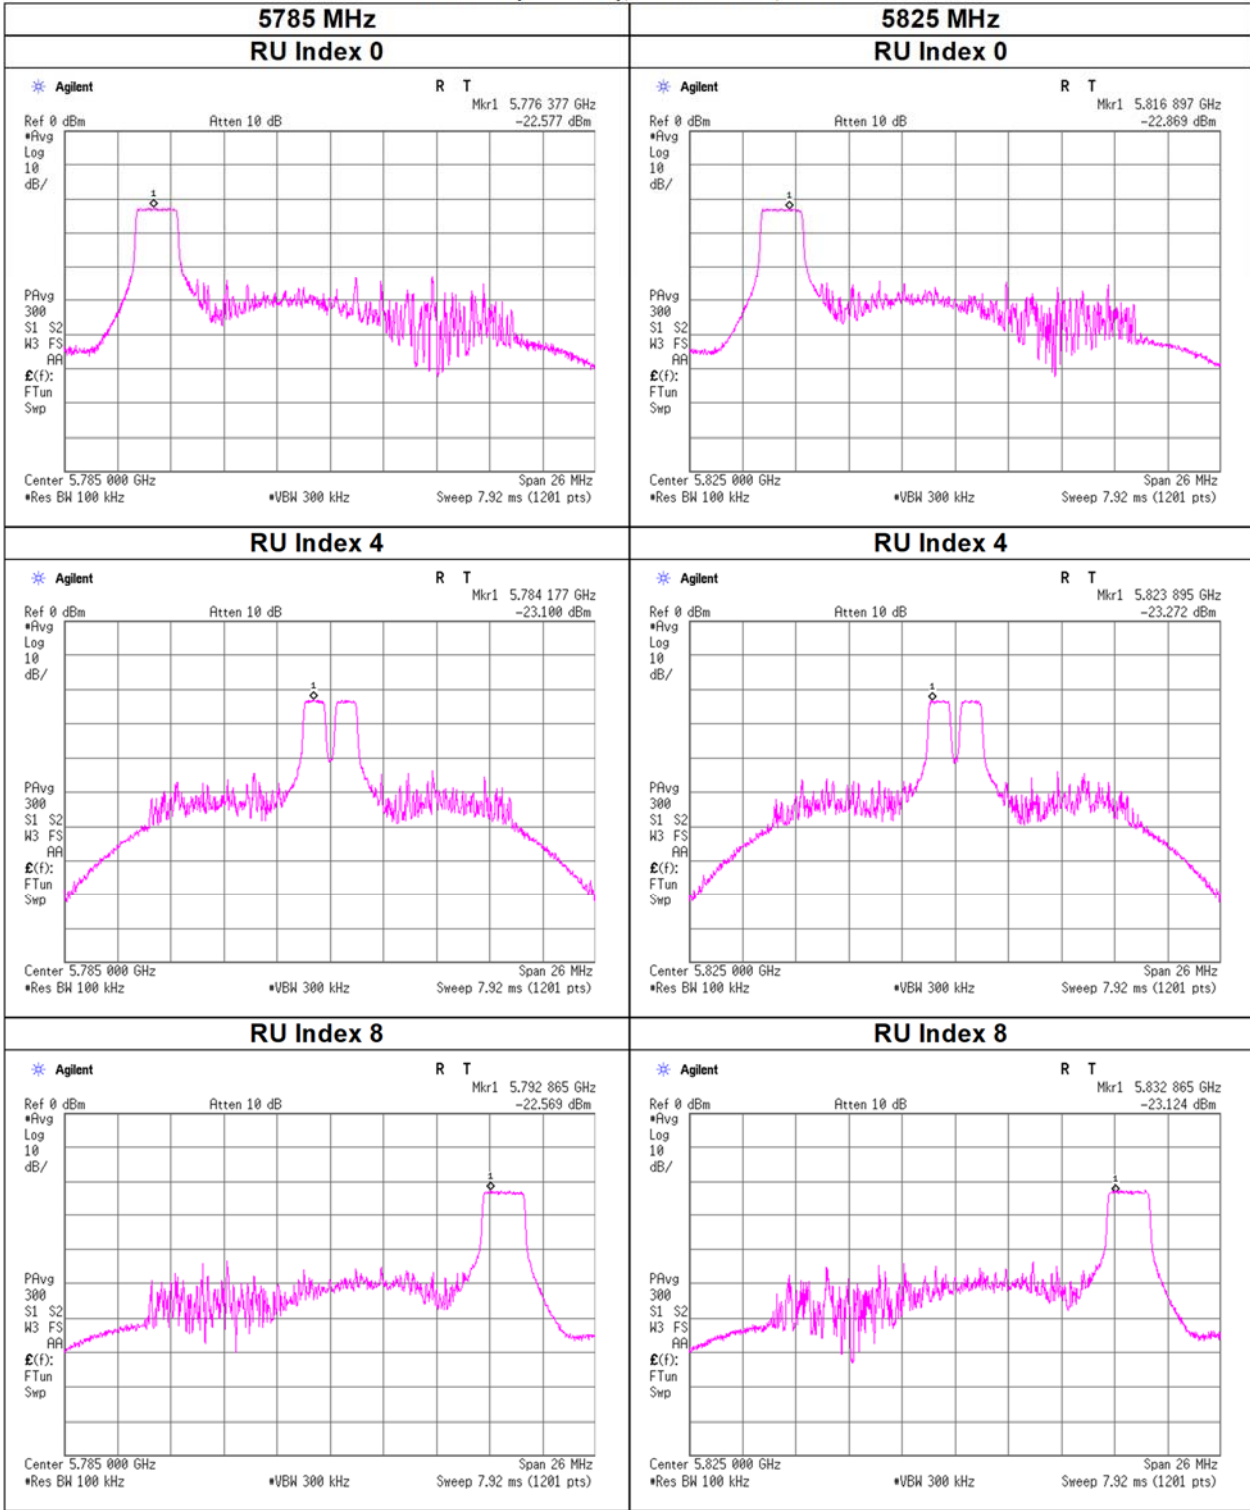 5785 MHz 5825 MHz
RU Index 0 RU Index 0
Agilent R T
Mkr1 5.776 377 GHz
Ref 0 dBm Atten 10 dB -22.577 dBm
#Avg
Log
10
dB/
1
PAvg
300
S1 S2
W3 FS
AA
£(f):
FTun
Swp
Center 5.785 000 GHz Span 26 MHz
#Res BW 100 kHz #VBW 300 kHz Sweep 7.92 ms (1201 pts)
Agilent R T
Mkr1 5.816 897 GHz
Ref 0 dBm Atten 10 dB -22.869 dBm
#Avg
Log
10
dB/
1
PAvg
300
S1 S2
W3 FS
AA
£(f):
FTun
Swp
Center 5.825 000 GHz Span 26 MHz
#Res BW 100 kHz #VBW 300 kHz Sweep 7.92 ms (1201 pts)
RU Index 4 RU Index 4
Agilent R T
Mkr1 5.784 177 GHz
Ref 0 dBm Atten 10 dB -23.100 dBm
#Avg
Log
10
dB/
1
PAvg
300
S1 S2
W3 FS
AA
£(f):
FTun
Swp
Center 5.785 000 GHz Span 26 MHz
#Res BW 100 kHz #VBW 300 kHz Sweep 7.92 ms (1201 pts)
Agilent R T
Mkr1 5.823 895 GHz
Ref 0 dBm Atten 10 dB -23.272 dBm
#Avg
Log
10
dB/
1
PAvg
300
S1 S2
W3 FS
AA
£(f):
FTun
Swp
Center 5.825 000 GHz Span 26 MHz
#Res BW 100 kHz #VBW 300 kHz Sweep 7.92 ms (1201 pts)
RU Index 8 RU Index 8
Agilent R T
Mkr1 5.792 865 GHz
Ref 0 dBm Atten 10 dB -22.569 dBm
#Avg
Log
10
dB/
1
PAvg
300
S1 S2
W3 FS
AA
£(f):
FTun
Swp
Center 5.785 000 GHz Span 26 MHz
#Res BW 100 kHz #VBW 300 kHz Sweep 7.92 ms (1201 pts)
Agilent R T
Mkr1 5.832 865 GHz
Ref 0 dBm Atten 10 dB -23.124 dBm
#Avg
Log
10
dB/
1
PAvg
300
S1 S2
W3 FS
AA
£(f):
FTun
Swp
Center 5.825 000 GHz Span 26 MHz
#Res BW 100 kHz #VBW 300 kHz Sweep 7.92 ms (1201 pts)